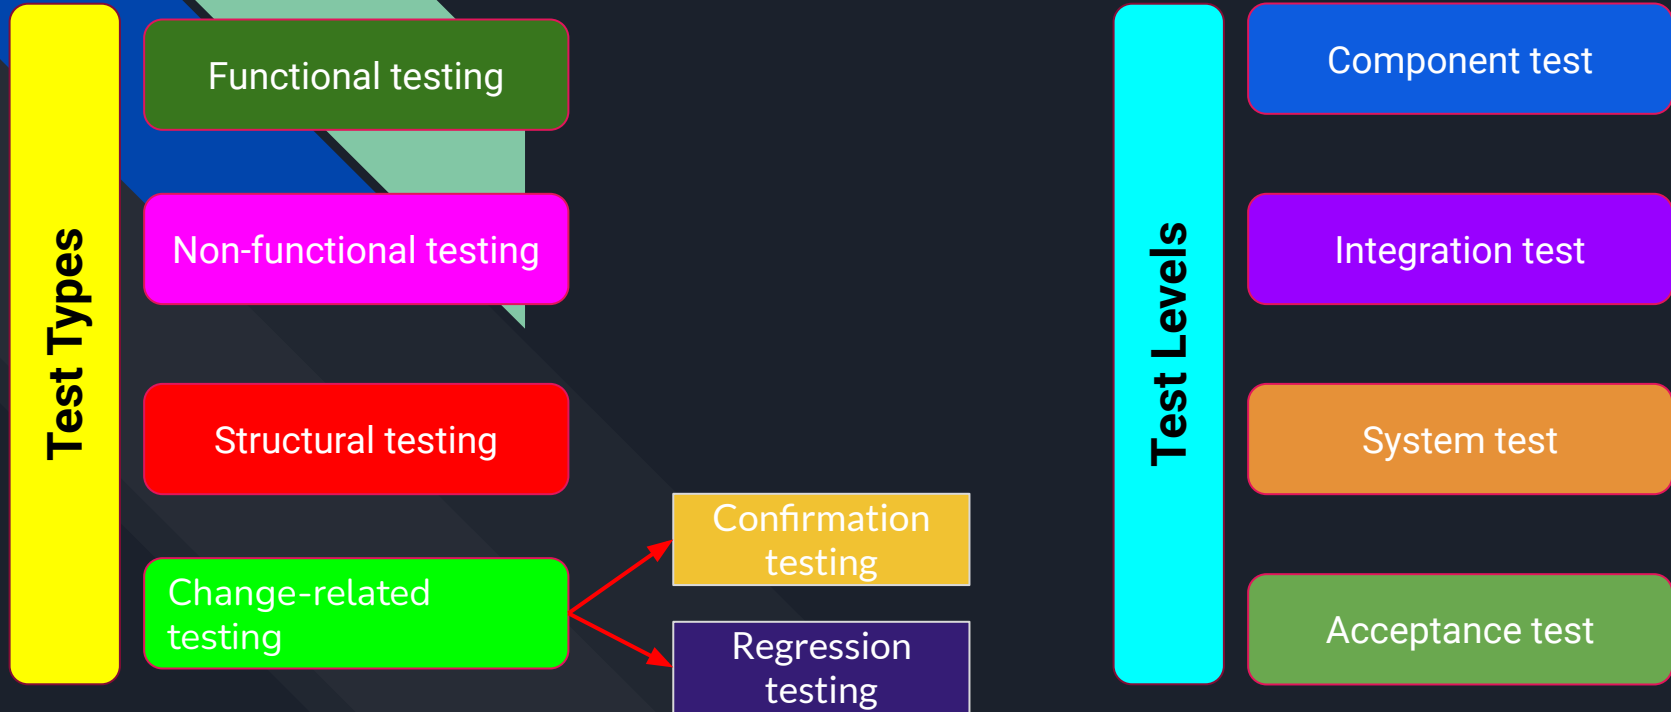 Test Types
Functional testing
Non-functional testing
Structural testing
Change-related
testing
Confirmation
testing
Regression
testing
Test Levels
Component test
Integration test
System test
Acceptance test